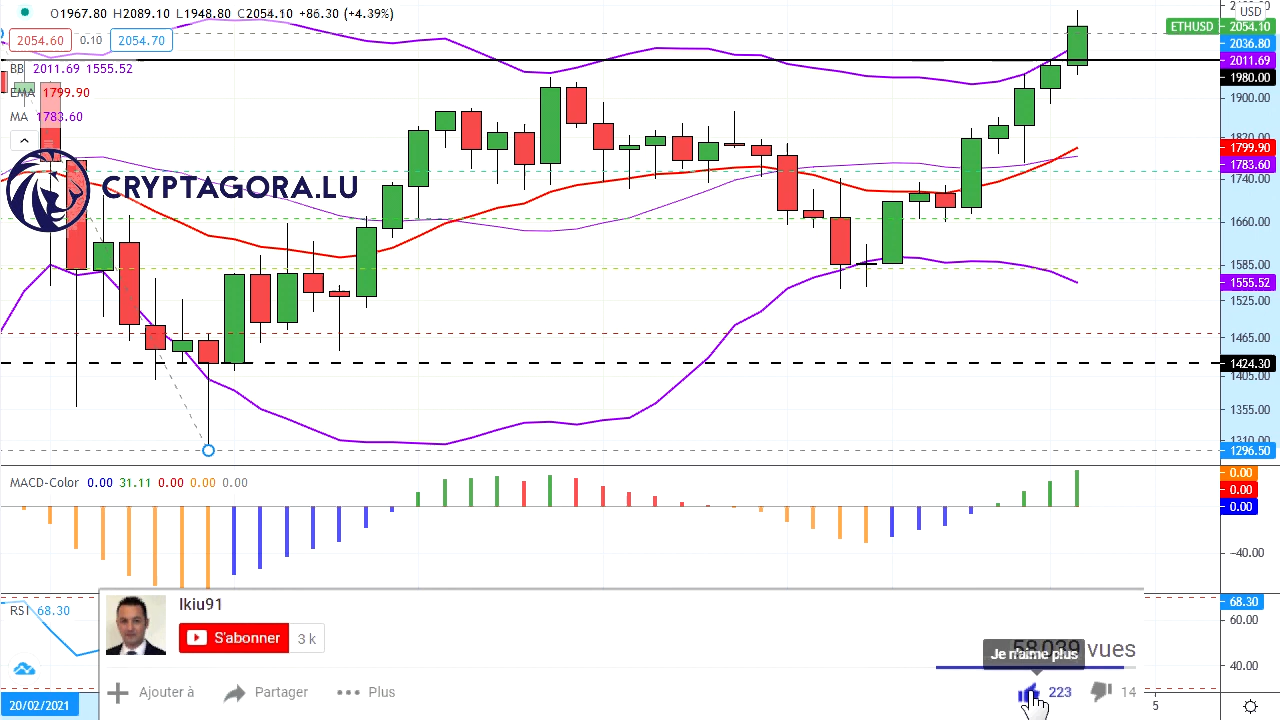 O1967.80 H2089.10 L1948.80 C2054.10 +86.30 (+4.39%)
USD
2054.60 0.10 2054.70
ETHUSD 2054.10
2036.80
BB 2011.69 1555.52
2011.69
1980.00
EMA 1799.90
1900.00
MA 1783.60
1820.00
1799.90
1783.60
CRYPTAGORA.LU
1740.00
1660.00
1585.00
1555.52
1525.00
1465.00
1424.30
1405.00
1355.00
1310.00
1296.50
MACD-Color 0.00 31.11 0.00 0.00 0.00
0.00
0.00
0.00
−40.00
RSI 68.30
68.30
60.00
40.00
Ikiu91
S'abonner 3 k
58 039 vues
Je n'aime plus
Ajouter à Partager Plus
223 14
20/02/2021
5